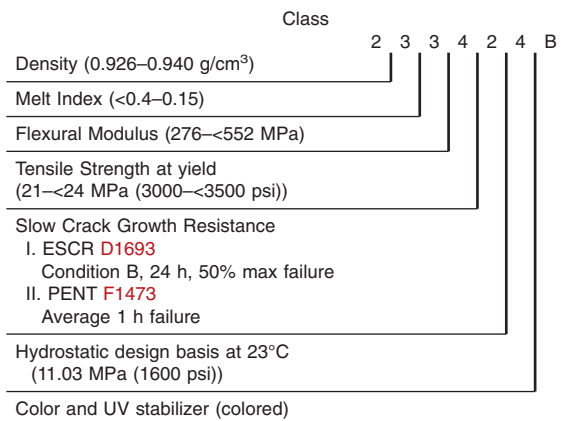 Class
2 3 3 4 2 4 B
Density (0.926–0.940 g/cm³)
Melt Index (<0.4–0.15)
Flexural Modulus (276–<552 MPa)
Tensile Strength at yield
(21–<24 MPa (3000–<3500 psi))
Slow Crack Growth Resistance
I. ESCR D1693
Condition B, 24 h, 50% max failure
II. PENT F1473
Average 1 h failure
Hydrostatic design basis at 23°C
(11.03 MPa (1600 psi))
Color and UV stabilizer (colored)